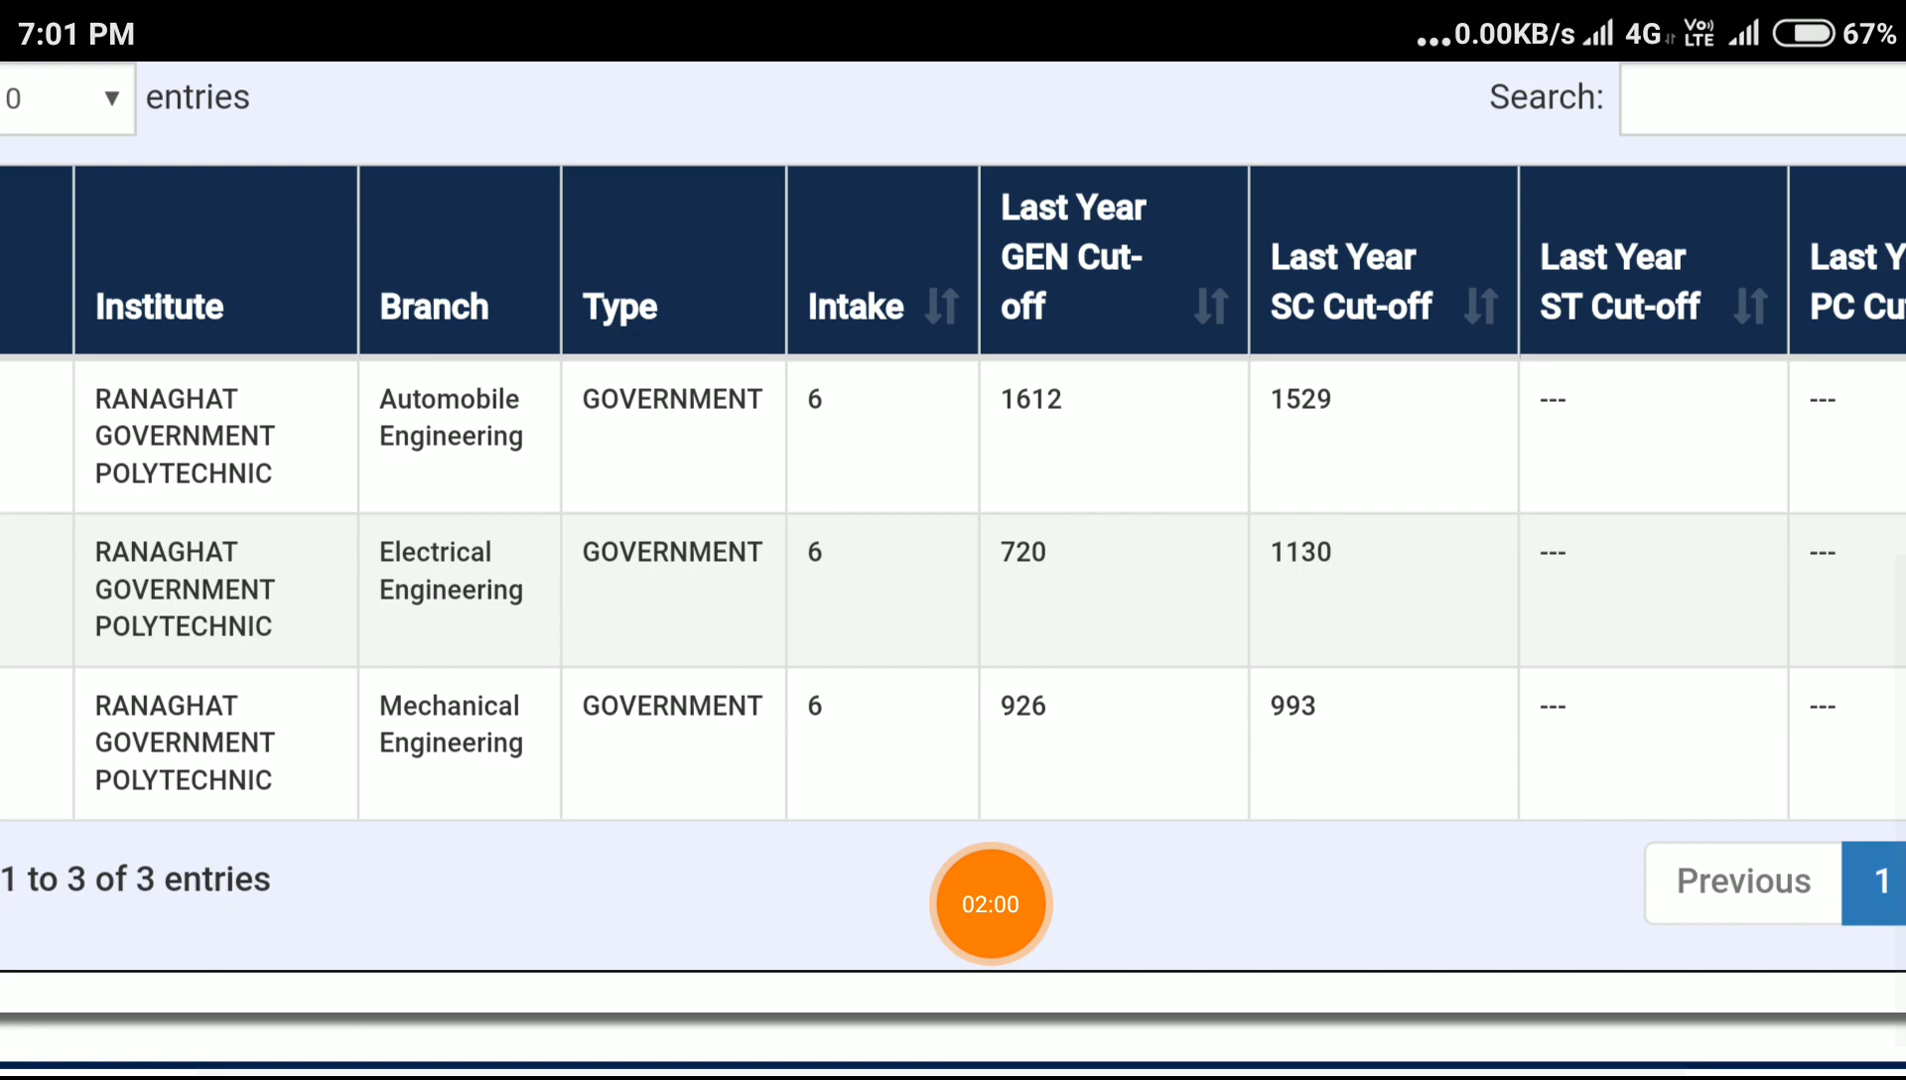 7:01 PM ...0.00KB/s 4G Vo)) LTE 67%
0 ▼ entries Search:
Institute Branch Type Intake Last Year GEN Cut-off Last Year SC Cut-off Last Year ST Cut-off Last Y PC Cu
RANAGHAT Automobile GOVERNMENT 6 1612 1529 --- ---
GOVERNMENT Engineering
POLYTECHNIC
RANAGHAT Electrical GOVERNMENT 6 720 1130 --- ---
GOVERNMENT Engineering
POLYTECHNIC
RANAGHAT Mechanical GOVERNMENT 6 926 993 --- ---
GOVERNMENT Engineering
POLYTECHNIC
1 to 3 of 3 entries Previous 1
02:00